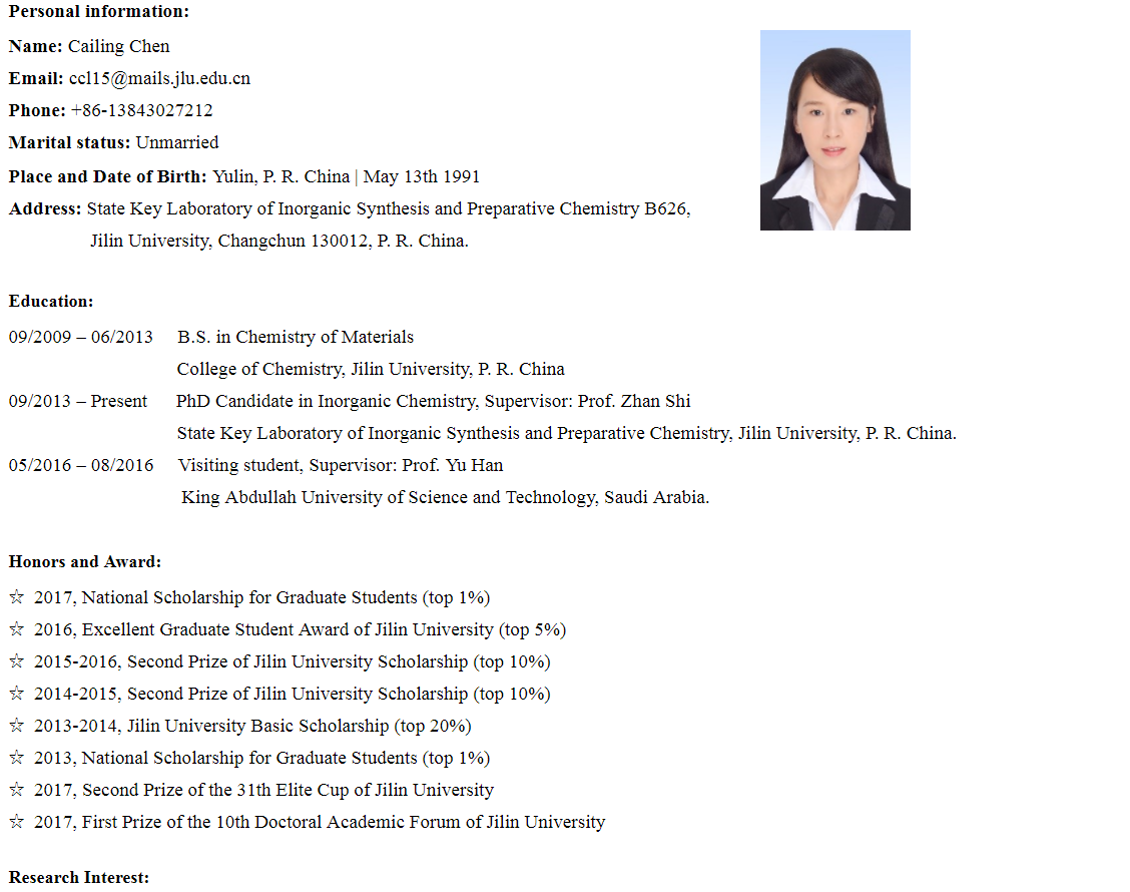 Personal information:
Name: Cailing Chen
Email: ccl15@mails.jlu.edu.cn
Phone: +86-13843027212
Marital status: Unmarried
Place and Date of Birth: Yulin, P. R. China | May 13th 1991
Address: State Key Laboratory of Inorganic Synthesis and Preparative Chemistry B626,
Jilin University, Changchun 130012, P. R. China.
Education:
09/2009 – 06/2013 B.S. in Chemistry of Materials
College of Chemistry, Jilin University, P. R. China
09/2013 – Present PhD Candidate in Inorganic Chemistry, Supervisor: Prof. Zhan Shi
State Key Laboratory of Inorganic Synthesis and Preparative Chemistry, Jilin University, P. R. China.
05/2016 – 08/2016 Visiting student, Supervisor: Prof. Yu Han
King Abdullah University of Science and Technology, Saudi Arabia.
Honors and Award:
☆ 2017, National Scholarship for Graduate Students (top 1%)
☆ 2016, Excellent Graduate Student Award of Jilin University (top 5%)
☆ 2015-2016, Second Prize of Jilin University Scholarship (top 10%)
☆ 2014-2015, Second Prize of Jilin University Scholarship (top 10%)
☆ 2013-2014, Jilin University Basic Scholarship (top 20%)
☆ 2013, National Scholarship for Graduate Students (top 1%)
☆ 2017, Second Prize of the 31th Elite Cup of Jilin University
☆ 2017, First Prize of the 10th Doctoral Academic Forum of Jilin University
Research Interest: